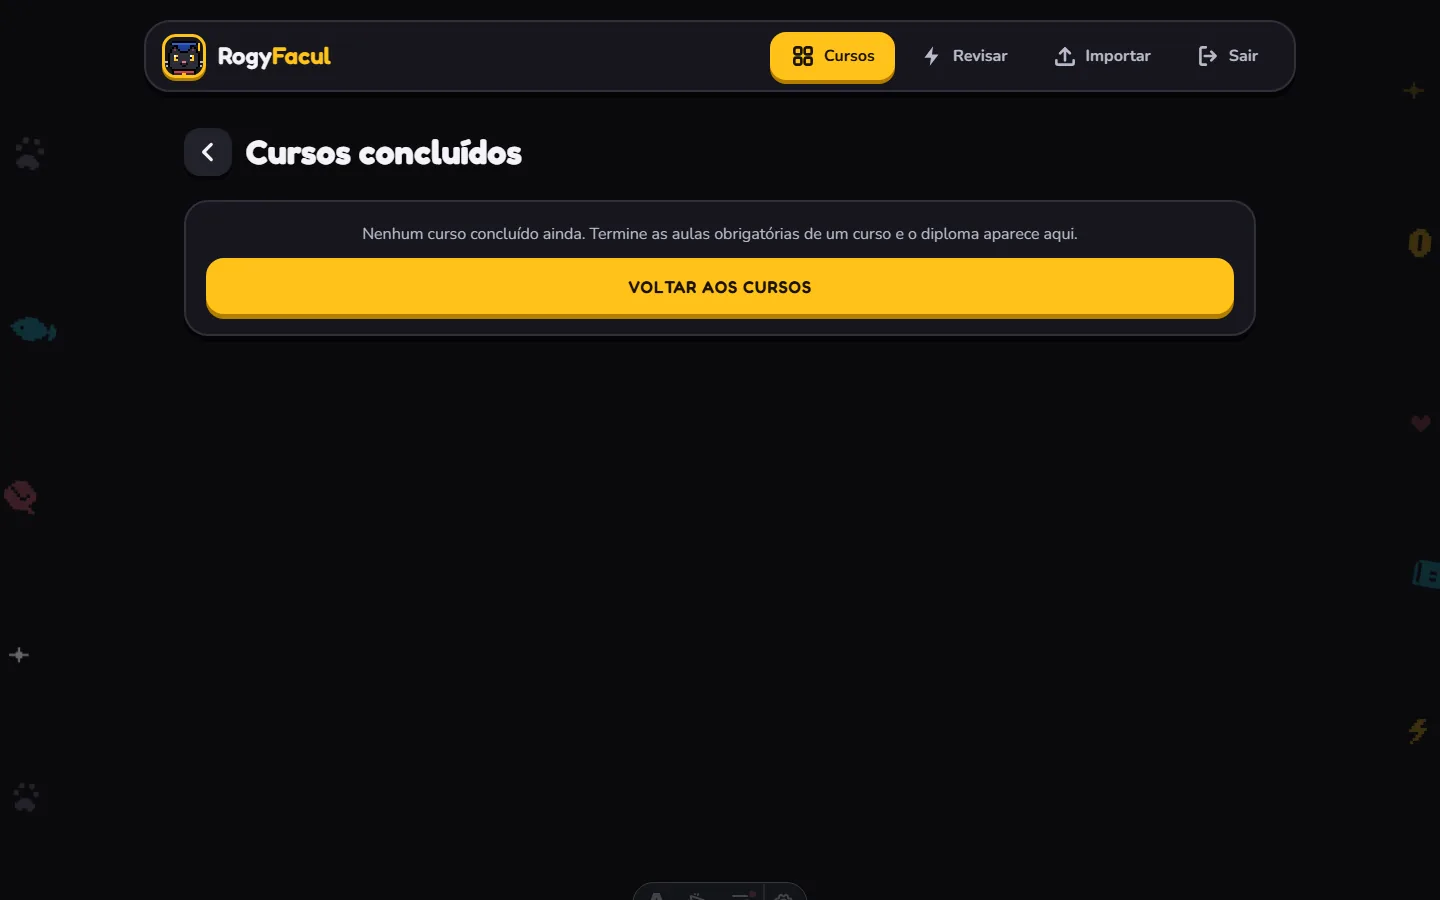 RogyFacul
Cursos
Revisar
Importar
Sair
Cursos concluídos
Nenhum curso concluído ainda. Termine as aulas obrigatórias de um curso e o diploma aparece aqui.
VOLTAR AOS CURSOS